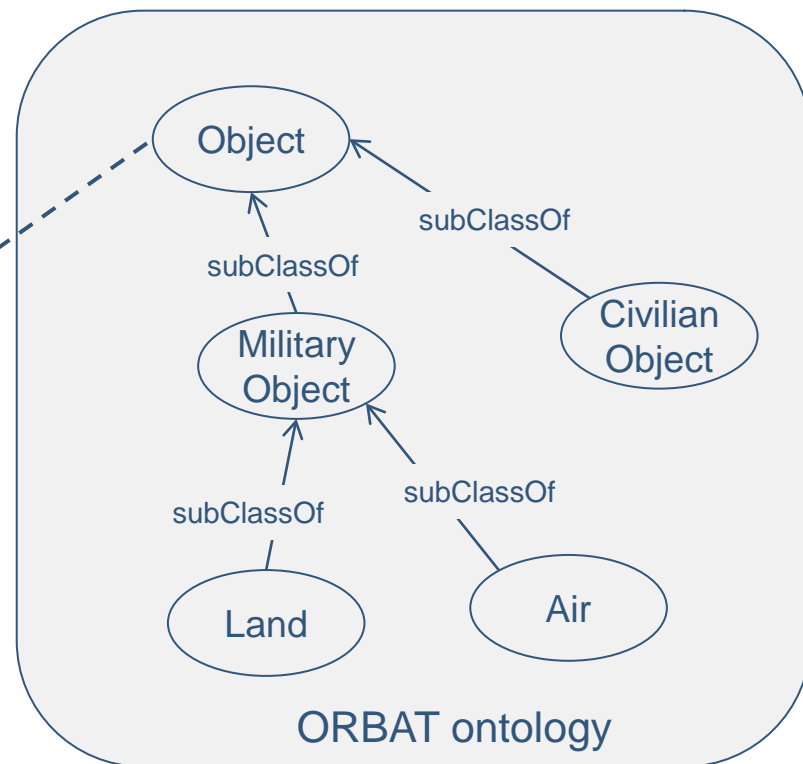 Object
subClassOf
subClassOf
Civilian
Object
Military
Object
subClassOf
subClassOf
Land
Air
ORBAT ontology